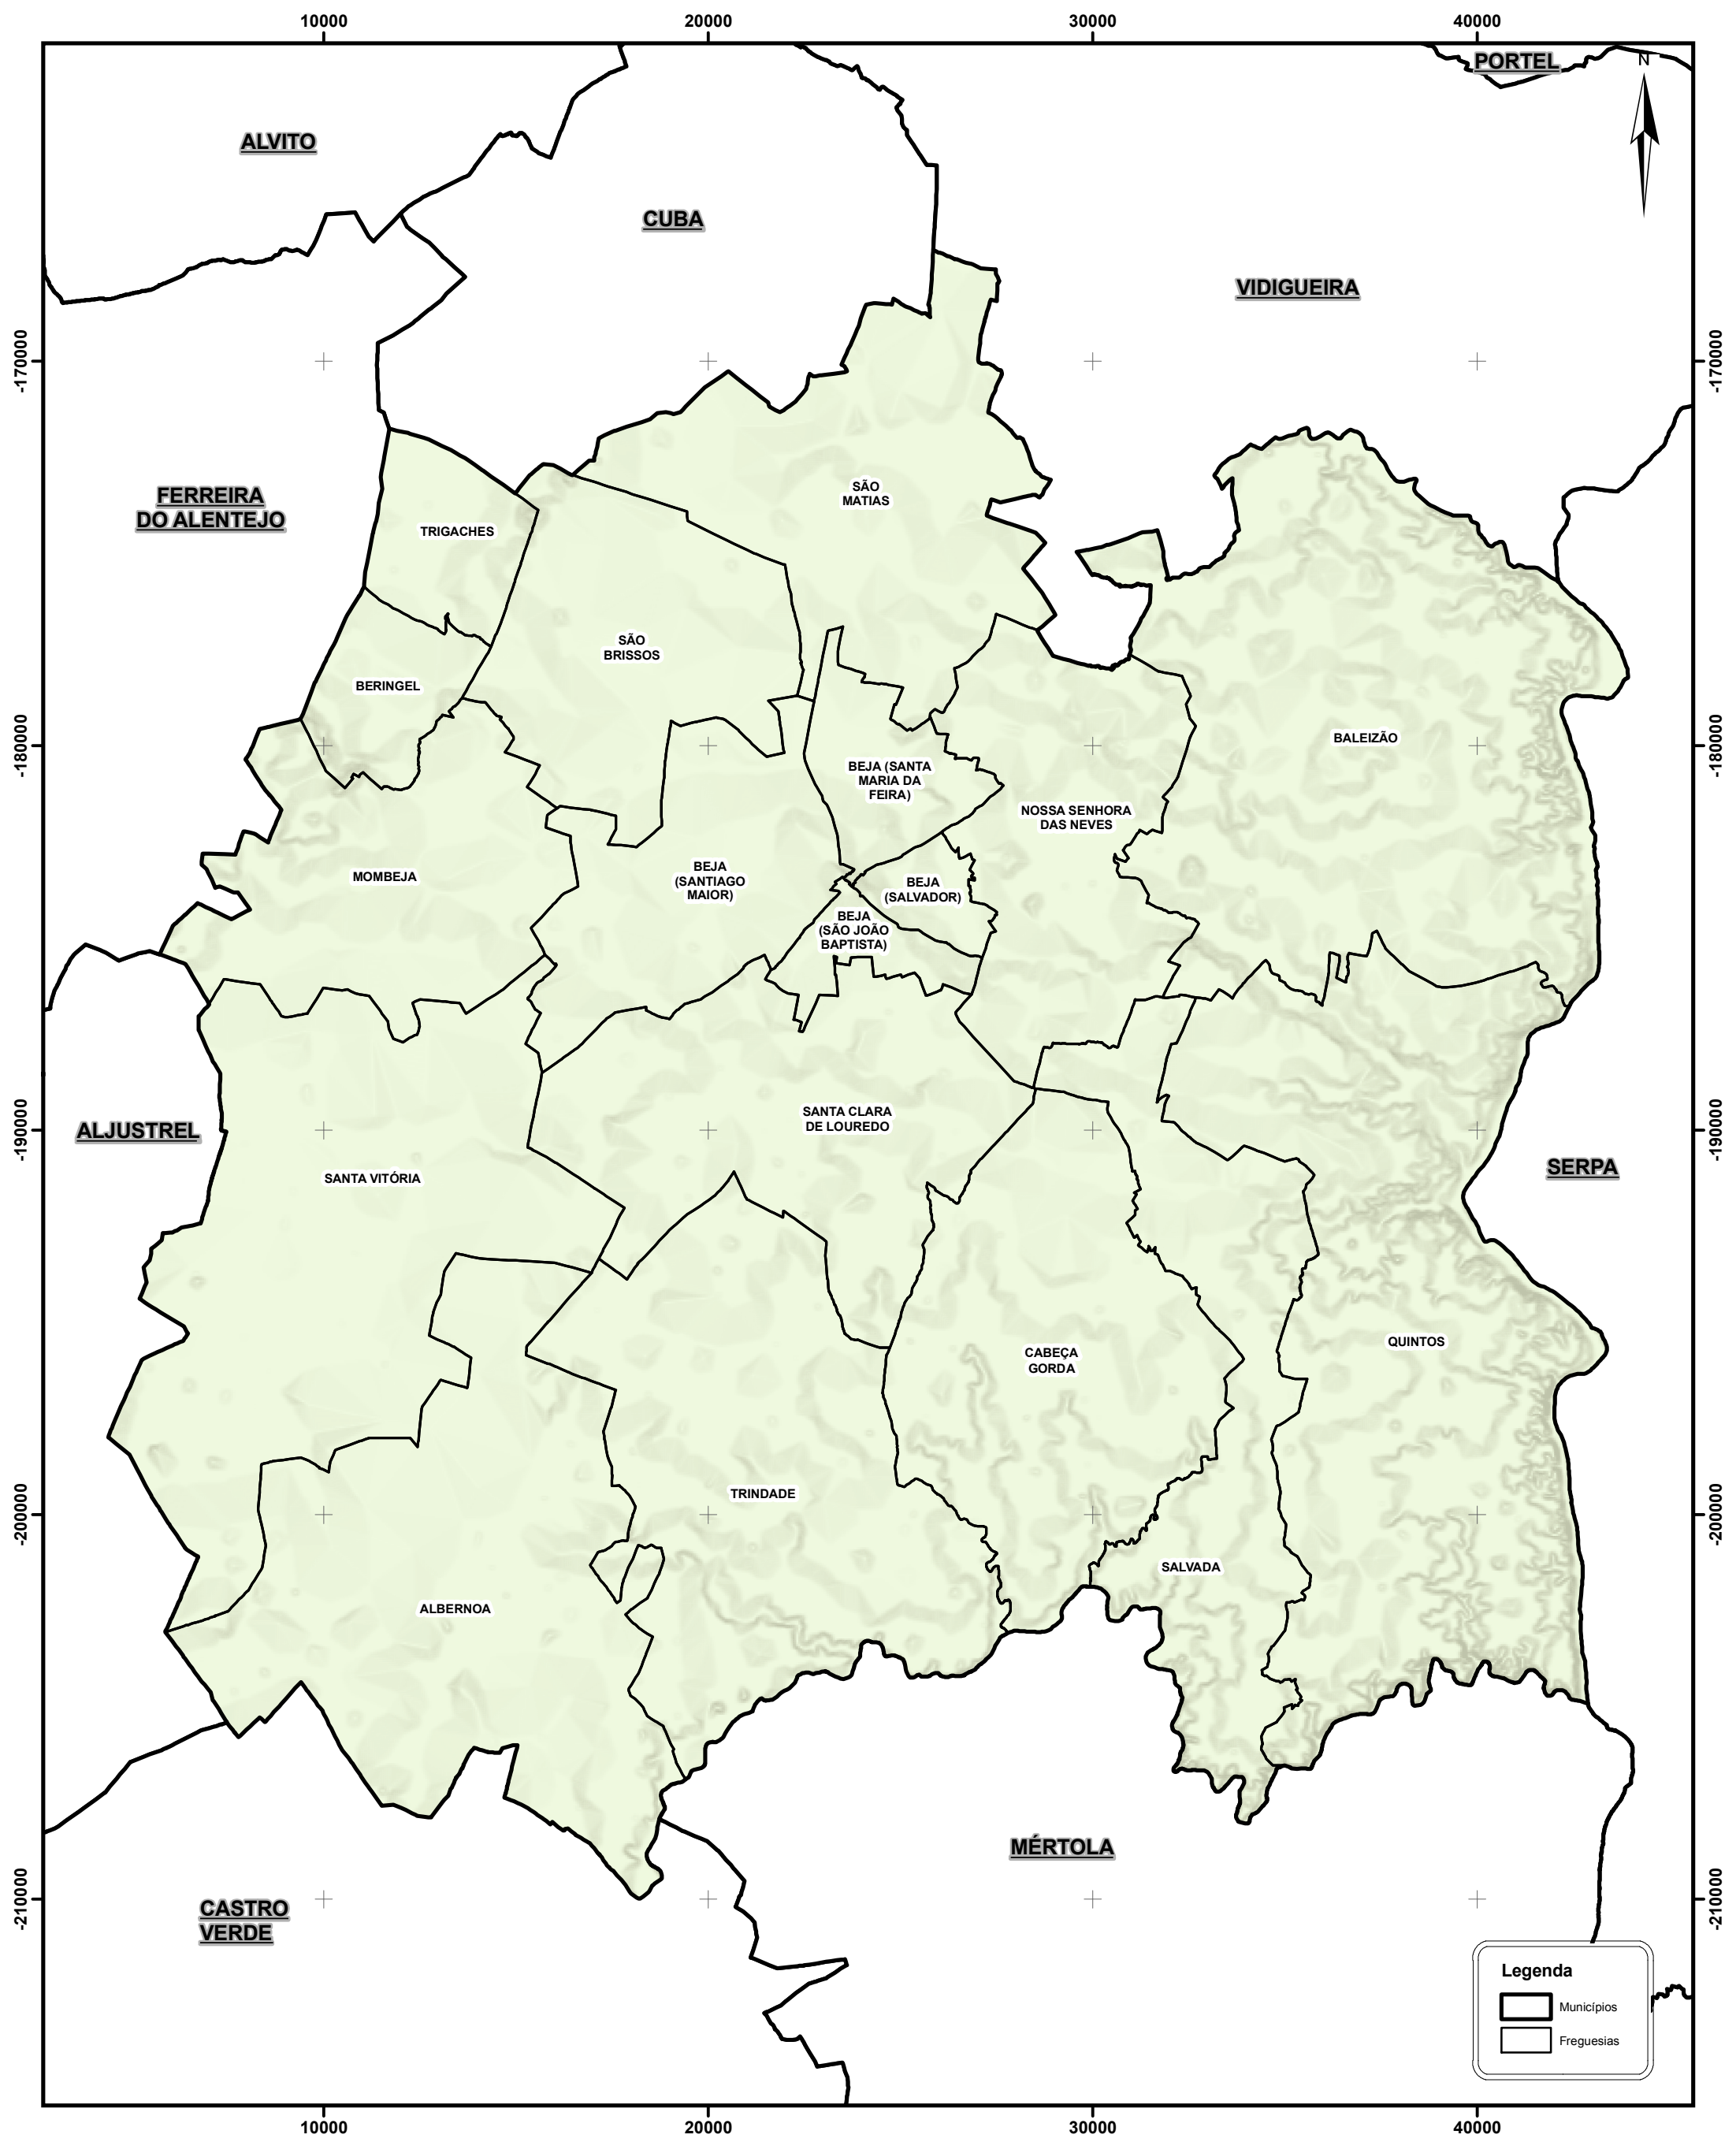 10000
20000
30000
40000
PORTEL
N
ALVITO
CUBA
VIDIGUEIRA
-170000
-170000
FERREIRA
DO ALENTEJO
SÃO
MATIAS
TRIGACHES
SÃO
BRISSOS
BERINGEL
BALEIZÃO
-180000
-180000
BEJA (SANTA
MARIA DA
FEIRA)
NOSSA SENHORA
DAS NEVES
MOMBEJA
BEJA
(SANTIAGO
MAIOR)
BEJA
(SALVADOR)
BEJA
(SÃO JOÃO
BAPTISTA)
SANTA CLARA
DE LOUREDO
-190000
-190000
ALJUSTREL
SERPA
SANTA VITÓRIA
QUINTOS
CABEÇA
GORDA
TRINDADE
-200000
-200000
SALVADA
ALBERNOA
MÉRTOLA
-210000
-210000
CASTRO
VERDE
Legenda
Municípios
Freguesias
10000
20000
30000
40000